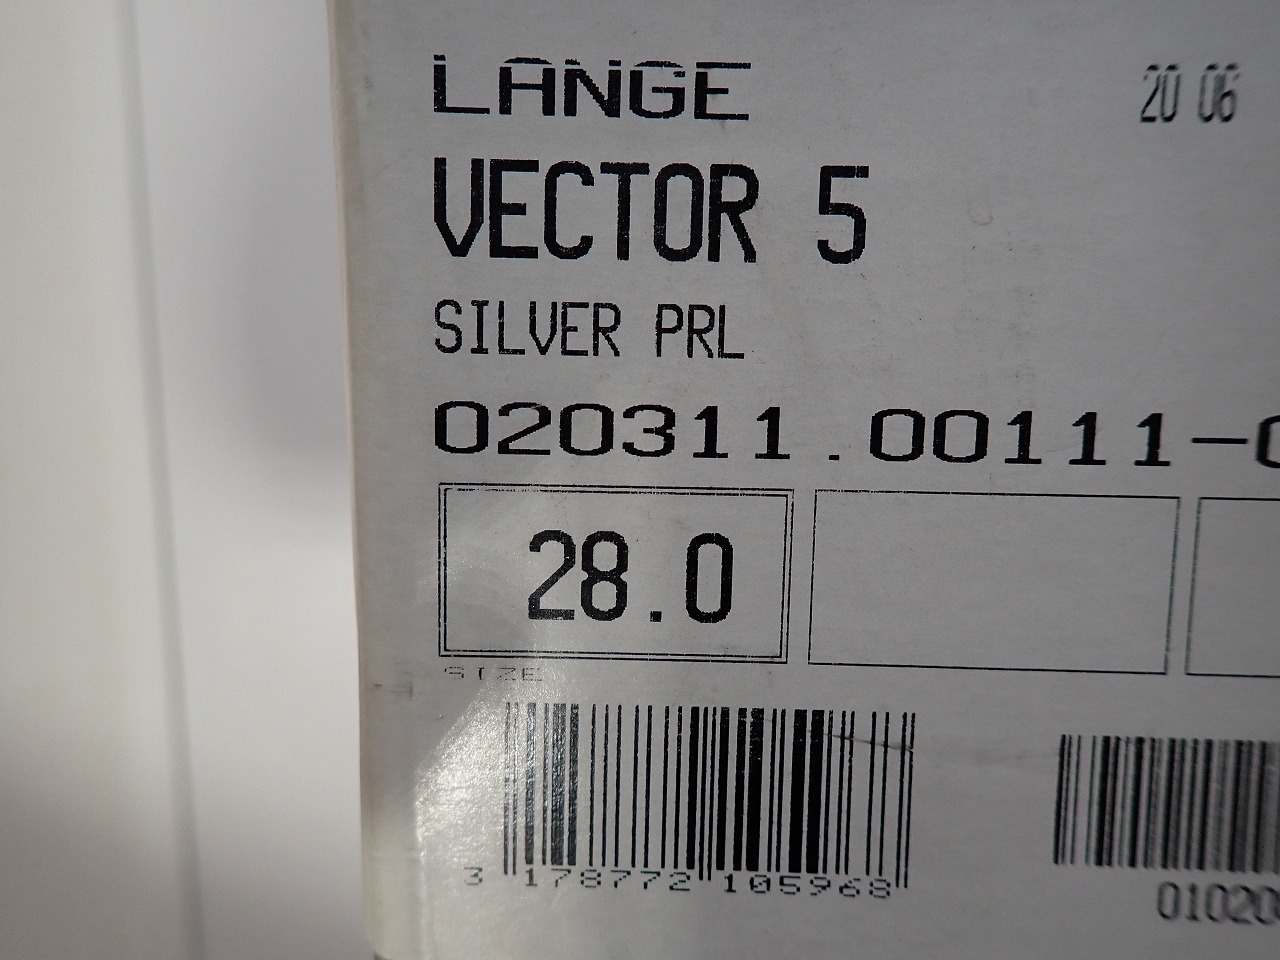 LANGE
20 06
VECTOR 5
SILVER PRL
020311.00111-0
28.0
SIZE
3 178772 105968
01020